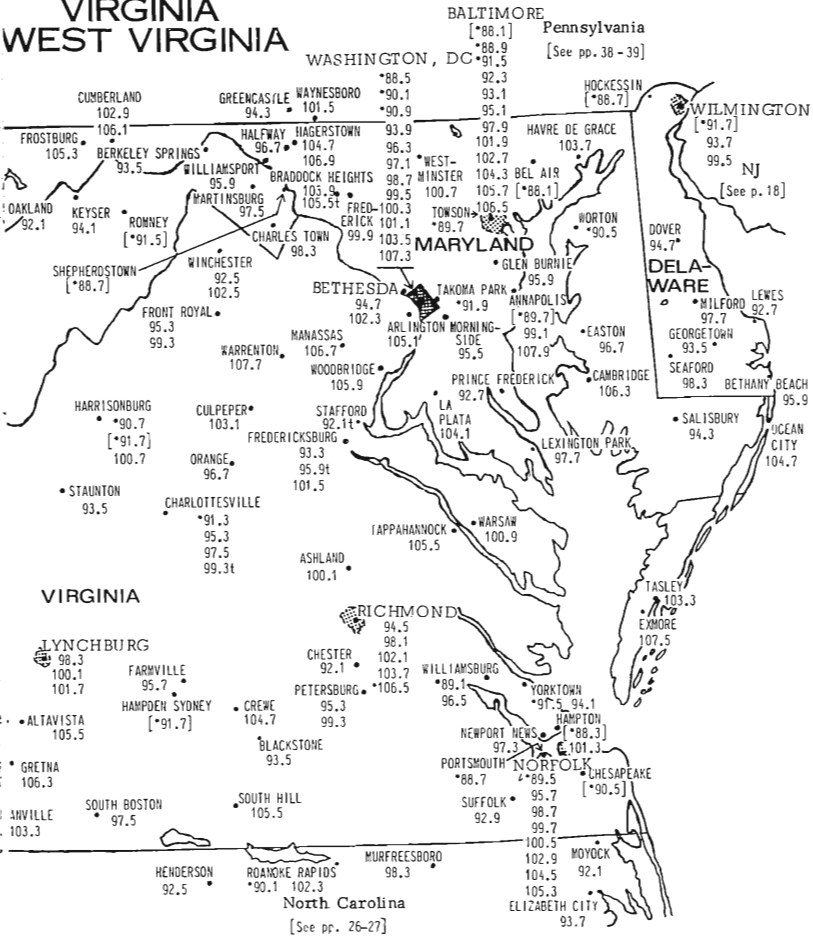 VIRGINIA
WEST VIRGINIA
BALTIMORE
[*88.1]
*88.9
*91.5
92.3
93.1
95.1
97.9
101.9
102.7
104.3
105.7
106.5
Pennsylvania
[See pp. 38-39]
WASHINGTON, DC
*88.5
*90.1
*90.9
93.9
96.3
97.1
98.7
99.5
100.3
101.1
103.5
107.3
HOCKESSIN
[*88.7]
WILMINGTON
[*91.7]
93.7
99.5
NJ
[See p.18]
CUMBERLAND
102.9
106.1
GREENCASTLE
94.3
WAYNESBORO
101.5
FROSTBURG
105.3
BERKELEY SPRINGS
93.5
HALFWAY
96.7
HAGERSTOWN
104.7
106.9
HAVRE DE GRACE
103.7
WEST-
MINSTER
100.7
BEL AIR
[*88.1]
WILLIAMSPORT
95.9
BRADDOCK HEIGHTS
103.9
105.5t
MARTINSBURG
97.5
FRED-
ERICK
99.9
TOWSON
*89.7
OAKLAND
92.1
KEYSER
94.1
ROMNEY
[*91.5]
CHARLES TOWN
98.3
MARYLAND
WORTON
*90.5
DOVER
94.7
SHEPHERDSTOWN
[*88.7]
WINCHESTER
92.5
102.5
GLEN BURNIE
95.9
DELA-
WARE
BETHESDA
94.7
102.3
TAKOMA PARK
*91.9
ANNAPOLIS
[*89.7]
99.1
107.9
MILFORD
97.7
LEWES
92.7
FRONT ROYAL
95.3
99.3
ARLINGTON
105.1
MORNING-
SIDE
95.5
EASTON
96.7
GEORGETOWN
93.5
MANASSAS
106.7
WARRENTON
107.7
WOODBRIDGE
105.9
PRINCE FREDERICK
92.7
CAMBRIDGE
106.3
SEAFORD
98.3
BETHANY BEACH
95.9
HARRISONBURG
*90.7
[*91.7]
100.7
CULPEPER
103.1
STAFFORD
92.1t
LA
PLATA
104.1
SALISBURY
94.3
OCEAN
CITY
104.7
FREDERICKSBURG
93.3
95.9t
101.5
LEXINGTON PARK
97.7
ORANGE
96.7
STAUNTON
93.5
CHARLOTTESVILLE
*91.3
95.3
97.5
99.3t
TAPPAHANNOCK
105.5
WARSAW
100.9
ASHLAND
100.1
VIRGINIA
TASLEY
103.3
EXMORE
107.5
RICHMOND
94.5
98.1
102.1
103.7
*106.5
LYNCHBURG
98.3
100.1
101.7
CHESTER
92.1
FARMVILLE
95.7
WILLIAMSBURG
*89.1
96.5
PETERSBURG
95.3
99.3
YORKTOWN
*91.5 94.1
HAMPDEN SYDNEY
[*91.7]
CREWE
104.7
ALTAVISTA
105.5
HAMPTON
[*88.3]
101.3
NEWPORT NEWS
97.3
BLACKSTONE
93.5
PORTSMOUTH
*88.7
NORFOLK
*89.5
95.7
98.7
99.7
100.5
102.9
104.5
105.3
CHESAPEAKE
[*90.5]
GRETNA
106.3
SUFFOLK
92.9
SOUTH BOSTON
97.5
SOUTH HILL
105.5
ANVILLE
103.3
MOYOCK
92.1
MURFREESBORO
98.3
HENDERSON
92.5
ROANOKE RAPIDS
*90.1 102.3
ELIZABETH CITY
93.7
North Carolina
[See pp. 26-27]